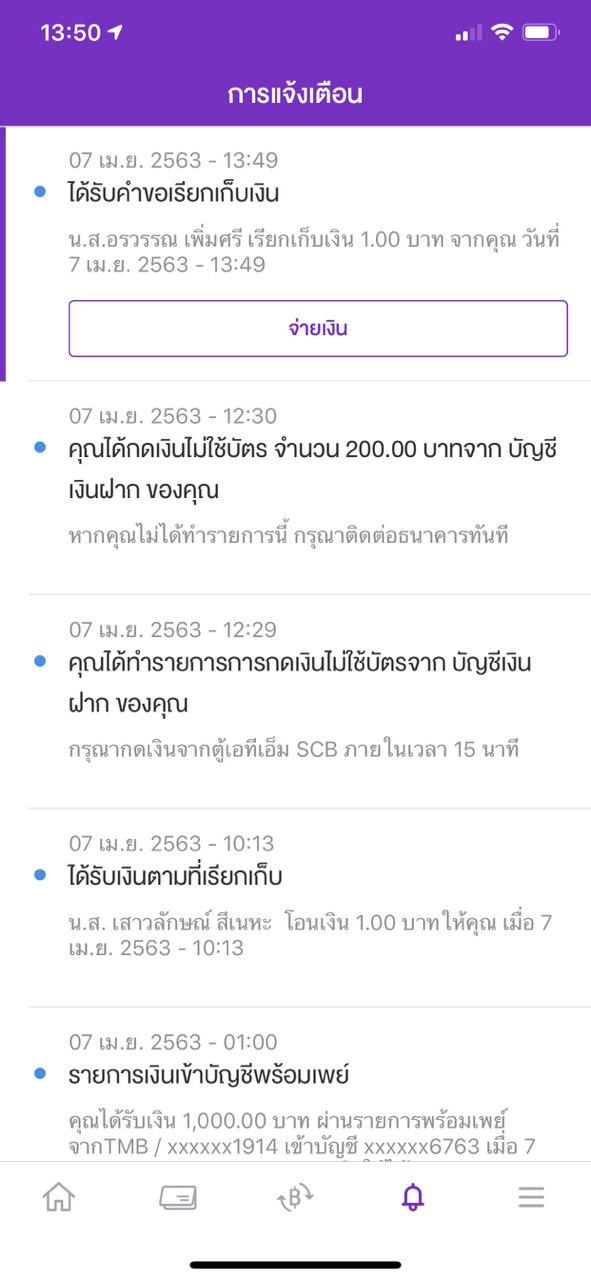 13:50
การแจ้งเตือน
07 เม.ย. 2563 - 13:49
ได้รับคำขอเรียกเก็บเงิน
น.ส.อรวรรณ เพิ่มศรี เรียกเก็บเงิน 1.00 บาท จากคุณ วันที่
7 เม.ย. 2563 - 13:49
จ่ายเงิน
07 เม.ย. 2563 - 12:30
คุณได้กดเงินไม่ใช้บัตร จำนวน 200.00 บาทจาก บัญชี
เงินฝาก ของคุณ
หากคุณไม่ได้ทำรายการนี้ กรุณาติดต่อธนาคารทันที
07 เม.ย. 2563 - 12:29
คุณได้ทำรายการการกดเงินไม่ใช้บัตรจาก บัญชีเงิน
ฝาก ของคุณ
กรุณากดเงินจากตู้เอทีเอ็ม SCB ภายในเวลา 15 นาที
07 เม.ย. 2563 - 10:13
ได้รับเงินตามที่เรียกเก็บ
น.ส. เสาวลักษณ์ สีเนหะ โอนเงิน 1.00 บาทให้คุณ เมื่อ 7
เม.ย. 2563 - 10:13
07 เม.ย. 2563 - 01:00
รายการเงินเข้าบัญชีพร้อมเพย์
คุณได้รับเงิน 1,000.00 บาท ผ่านรายการพร้อมเพย์
จากTMB / xxxxxx1914 เข้าบัญชี xxxxxx6763 เมื่อ 7